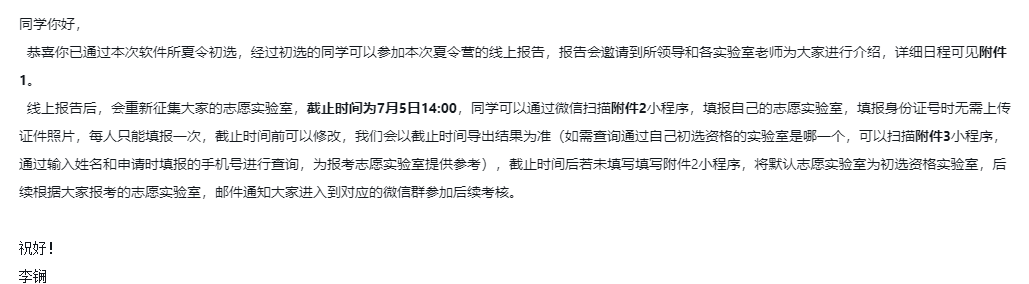 同学你好，
恭喜你已通过本次软件所夏令初选，经过初选的同学可以参加本次夏令营的线上报告，报告会邀请到所领导和各实验室老师为大家进行介绍，详细日程可见附件
1。
线上报告后，会重新征集大家的志愿实验室，截止时间为7月5日14:00，同学可以通过微信扫描附件2小程序，填报自己的志愿实验室，填报身份证号时无需上传
证件照片，每人只能填报一次，截止时间前可以修改，我们会以截止时间导出结果为准（如需查询通过自己初选资格的实验室是哪一个，可以扫描附件3小程序，
通过输入姓名和申请时填报的手机号进行查询，为报考志愿实验室提供参考），截止时间后若未填写填写附件2小程序，将默认志愿实验室为初选资格实验室，后
续根据大家报考的志愿实验室，邮件通知大家进入到对应的微信群参加后续考核。
祝好！
李锎